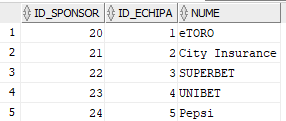 ID_SPONSOR ID_ECHIPA NUME
1 20 1 eTORO
2 21 2 City Insurance
3 22 3 SUPERBET
4 23 4 UNIBET
5 24 5 Pepsi